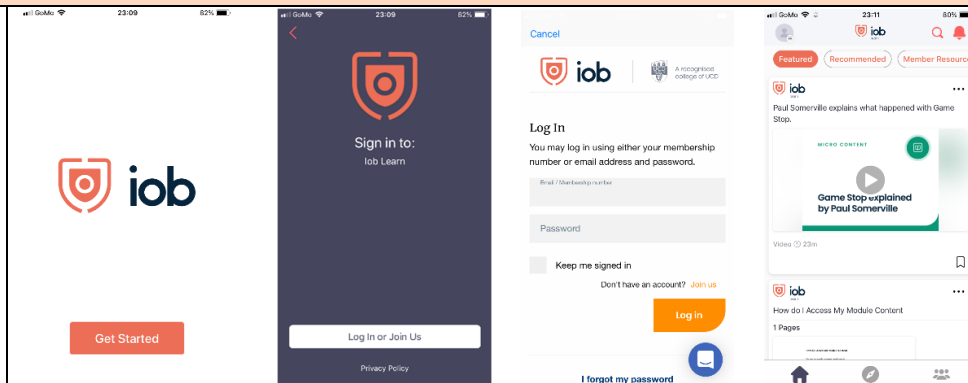 GoMo 23:09 82%
iob
Get Started
GoMo 23:09 82%
Sign in to:
Iob Learn
Log In or Join Us
Privacy Policy
Cancel
iob
A recognised
college of UCD
Log In
You may log in using either your membership
number or email address and password.
Email / Membership number
Password
Keep me signed in
Don't have an account? Join us
Log in
I forgot my password
GoMo 23:11 80%
iob
Featured Recommended Member Resource
iob
Paul Somerville explains what happened with Game
Stop.
MICRO CONTENT
Game Stop explained
by Paul Somerville
Video 23m
iob
How do I Access My Module Content
1 Pages